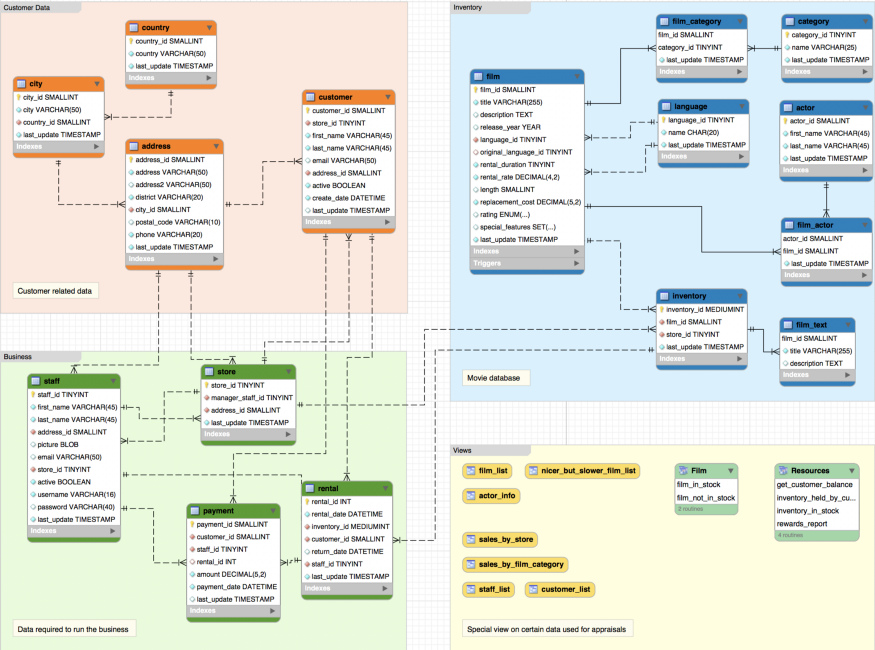 Customer Data
country
country_id SMALLINT
country VARCHAR(50)
last_update TIMESTAMP
Indexes
city
city_id SMALLINT
city VARCHAR(50)
country_id SMALLINT
last_update TIMESTAMP
Indexes
address
address_id SMALLINT
address VARCHAR(50)
address2 VARCHAR(50)
district VARCHAR(20)
city_id SMALLINT
postal_code VARCHAR(10)
phone VARCHAR(20)
last_update TIMESTAMP
Indexes
customer
customer_id SMALLINT
store_id TINYINT
first_name VARCHAR(45)
last_name VARCHAR(45)
email VARCHAR(50)
address_id SMALLINT
active BOOLEAN
create_date DATETIME
last_update TIMESTAMP
Indexes
Customer related data
Inventory
film
film_id SMALLINT
title VARCHAR(255)
description TEXT
release_year YEAR
language_id TINYINT
original_language_id TINYINT
rental_duration TINYINT
rental_rate DECIMAL(4,2)
length SMALLINT
replacement_cost DECIMAL(5,2)
rating ENUM(...)
special_features SET(...)
last_update TIMESTAMP
Indexes
Triggers
film_category
film_id SMALLINT
category_id TINYINT
last_update TIMESTAMP
Indexes
category
category_id TINYINT
name VARCHAR(25)
last_update TIMESTAMP
Indexes
language
language_id TINYINT
name CHAR(20)
last_update TIMESTAMP
Indexes
actor
actor_id SMALLINT
first_name VARCHAR(45)
last_name VARCHAR(45)
last_update TIMESTAMP
Indexes
film_actor
actor_id SMALLINT
film_id SMALLINT
last_update TIMESTAMP
Indexes
inventory
inventory_id MEDIUMINT
film_id SMALLINT
store_id TINYINT
last_update TIMESTAMP
Indexes
film_text
film_id SMALLINT
title VARCHAR(255)
description TEXT
Indexes
Movie database
Business
staff
staff_id TINYINT
first_name VARCHAR(45)
last_name VARCHAR(45)
address_id SMALLINT
picture BLOB
email VARCHAR(50)
store_id TINYINT
active BOOLEAN
username VARCHAR(16)
password VARCHAR(40)
last_update TIMESTAMP
Indexes
store
store_id TINYINT
manager_staff_id TINYINT
address_id SMALLINT
last_update TIMESTAMP
Indexes
payment
payment_id SMALLINT
customer_id SMALLINT
staff_id TINYINT
rental_id INT
amount DECIMAL(5,2)
payment_date DATETIME
last_update TIMESTAMP
Indexes
rental
rental_id INT
rental_date DATETIME
inventory_id MEDIUMINT
customer_id SMALLINT
return_date DATETIME
staff_id TINYINT
last_update TIMESTAMP
Indexes
Data required to run the business
Views
film_list
nicer_but_slower_film_list
actor_info
sales_by_store
sales_by_film_category
staff_list
customer_list
Film
film_in_stock
film_not_in_stock
2 routines
Resources
get_customer_balance
inventory_held_by_cu...
inventory_in_stock
rewards_report
4 routines
Special view on certain data used for appraisals